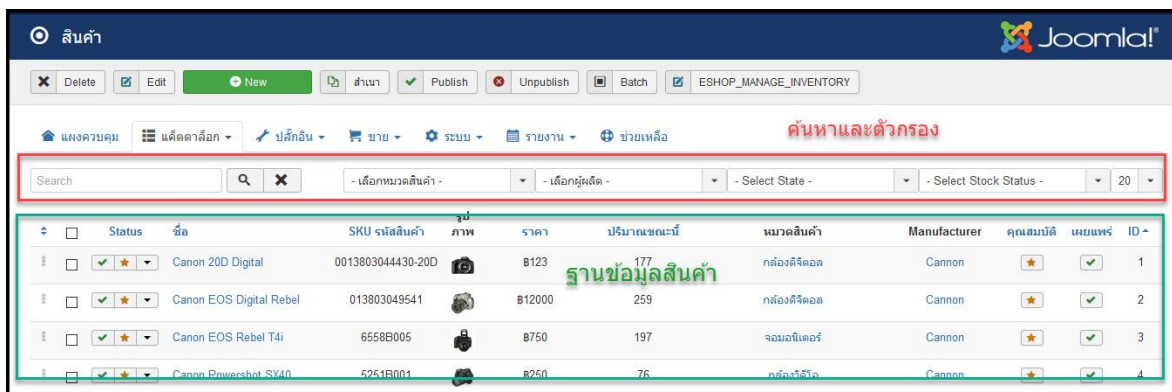 สินค้า Joomla!®
Delete Edit New สำเนา Publish Unpublish Batch ESHOP_MANAGE_INVENTORY
แผงควบคุม แค็ตตาล็อก ปลั๊กอิน ขาย ระบบ รายงาน ช่วยเหลือ ค้นหาและตัวกรอง
Search - เลือกหมวดสินค้า - - เลือกผู้ผลิต - - Select State - - Select Stock Status - 20
Status ชื่อ SKU รหัสสินค้า รูปภาพ ราคา ปริมาณขณะนี้ หมวดสินค้า Manufacturer คุณสมบัติ เผยแพร่ ID
Canon 20D Digital 0013803044430-20D ฿123 177 กล้องดิจิตอล Cannon 1
ฐานข้อมูลสินค้า
Canon EOS Digital Rebel 013803049541 ฿12000 259 กล้องดิจิตอล Cannon 2
Canon EOS Rebel T4i 6558B005 ฿750 197 จอมอนิเตอร์ Cannon 3
Canon Powershot SX40 5251B001 ฿250 76 กล้องวิดีโอ Cannon 4